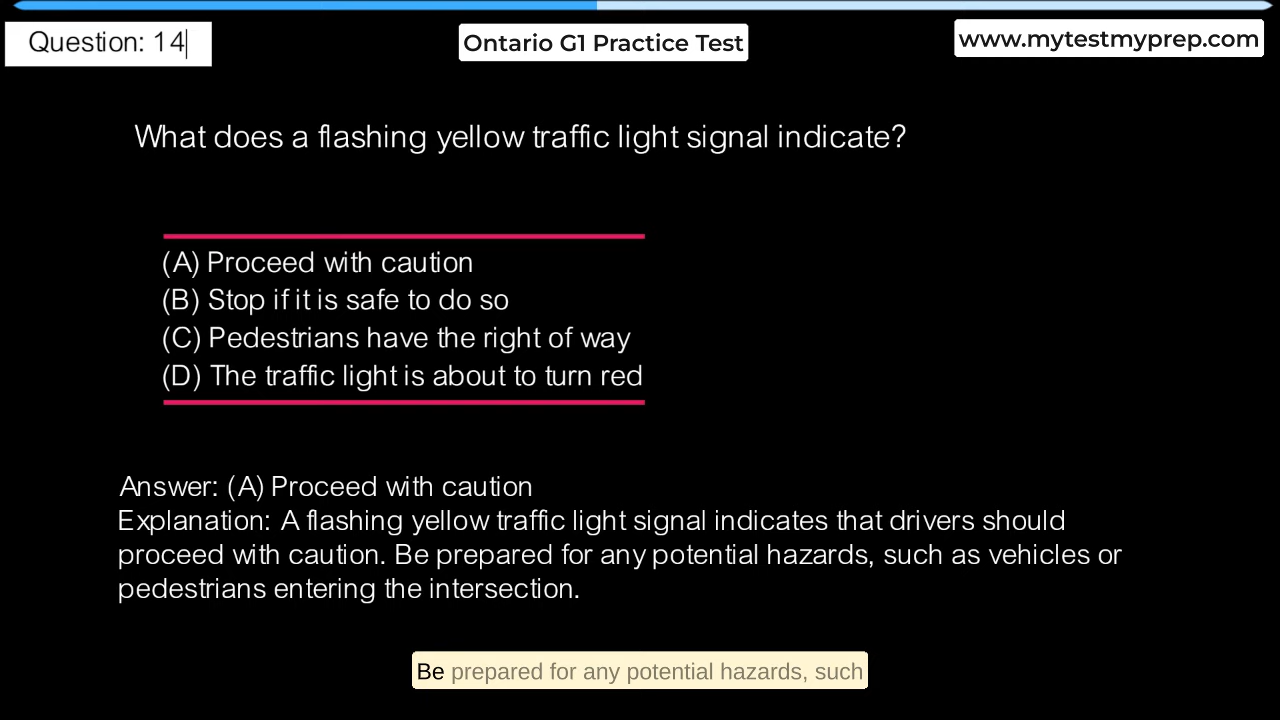 Question: 14
Ontario G1 Practice Test
www.mytestmyprep.com
What does a flashing yellow traffic light signal indicate?
(A) Proceed with caution
(B) Stop if it is safe to do so
(C) Pedestrians have the right of way
(D) The traffic light is about to turn red
Answer: (A) Proceed with caution
Explanation: A flashing yellow traffic light signal indicates that drivers should
proceed with caution. Be prepared for any potential hazards, such as vehicles or
pedestrians entering the intersection.
Be prepared for any potential hazards, such